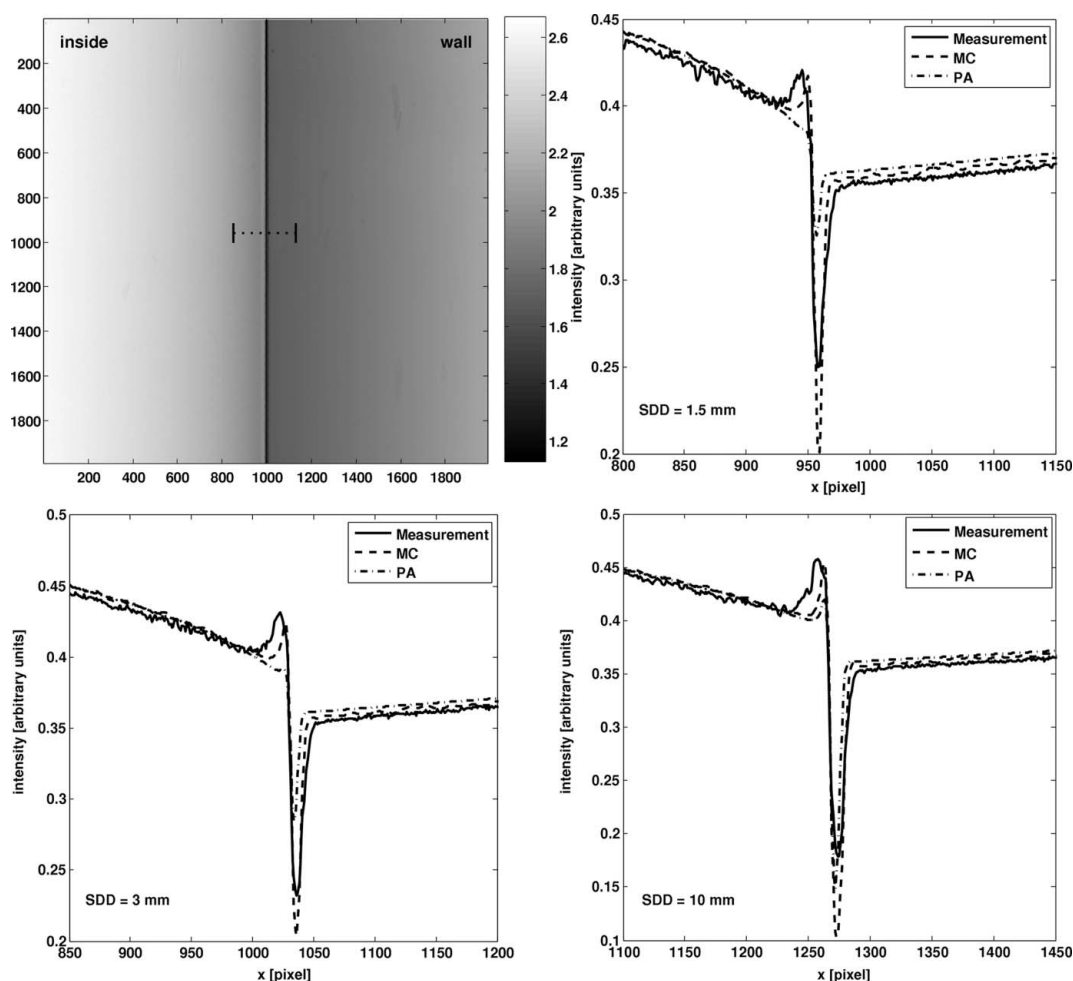 inside wall
200
400
600
800
1000
1200
1400
1600
1800
200 400 600 800 1000 1200 1400 1600 1800
2.6
2.4
2.2
2
1.8
1.6
1.4
1.2
intensity [arbitrary units]
0.45
0.4
0.35
0.3
0.25
0.2
Measurement
MC
PA
SDD = 1.5 mm
800 850 900 950 1000 1050 1100 1150
x [pixel]
intensity [arbitrary units]
0.5
0.45
0.4
0.35
0.3
0.25
0.2
Measurement
MC
PA
SDD = 3 mm
850 900 950 1000 1050 1100 1150 1200
x [pixel]
intensity [arbitrary units]
0.5
0.45
0.4
0.35
0.3
0.25
0.2
0.15
0.1
Measurement
MC
PA
SDD = 10 mm
1100 1150 1200 1250 1300 1350 1400 1450
x [pixel]